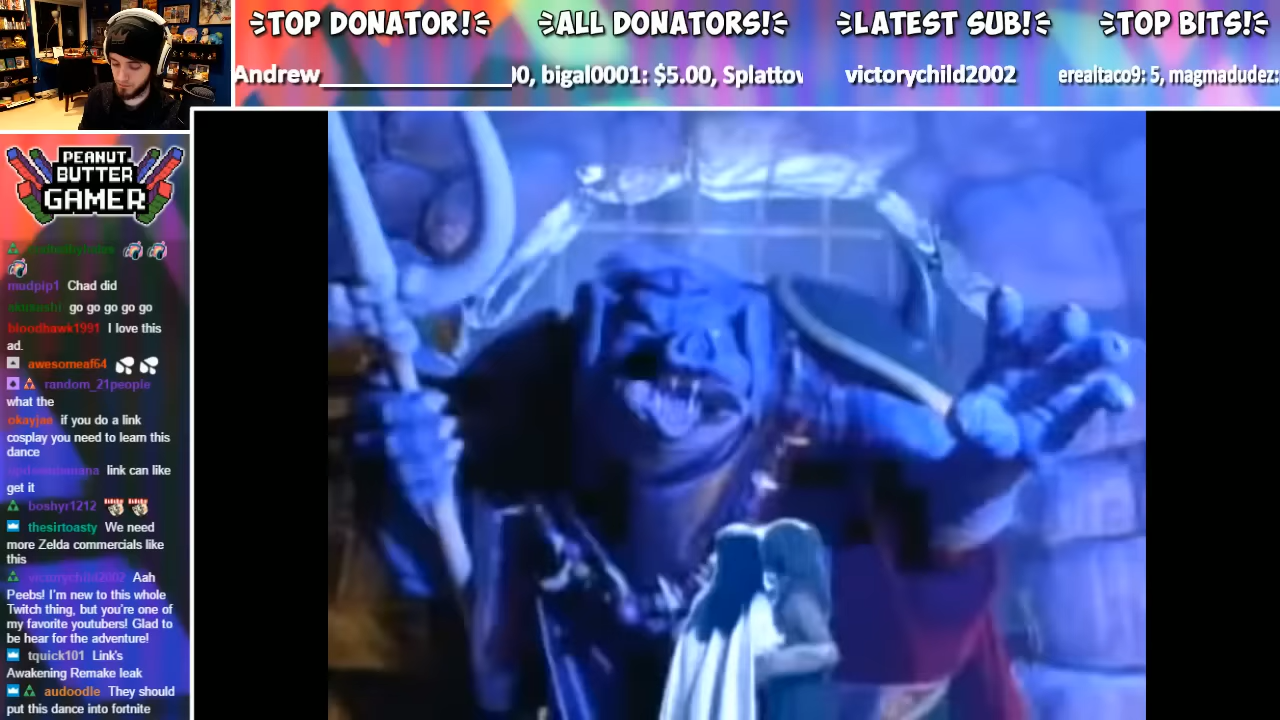 TOP DONATOR!
ALL DONATORS!
LATEST SUB!
TOP BITS!
Andrew
00, bigal0001: $5.00, Splattov
victorychild2002
erealtaco9: 5, magmadudez:
PEANUT
BUTTER
GAMER
mudpip1 Chad did
go go go go go
bloodhawk1991 I love this
ad.
awesomeaf64
random_21people
what the
okayjae if you do a link
cosplay you need to learn this
dance
link can like
get it
boshyr1212
thesirtoasty We need
more Zelda commercials like
this
victorychild2002 Aah
Peebs! I'm new to this whole
Twitch thing, but you're one of
my favorite youtubers! Glad to
be hear for the adventure!
tquick101 Link's
Awakening Remake leak
audoodle They should
put this dance into fortnite